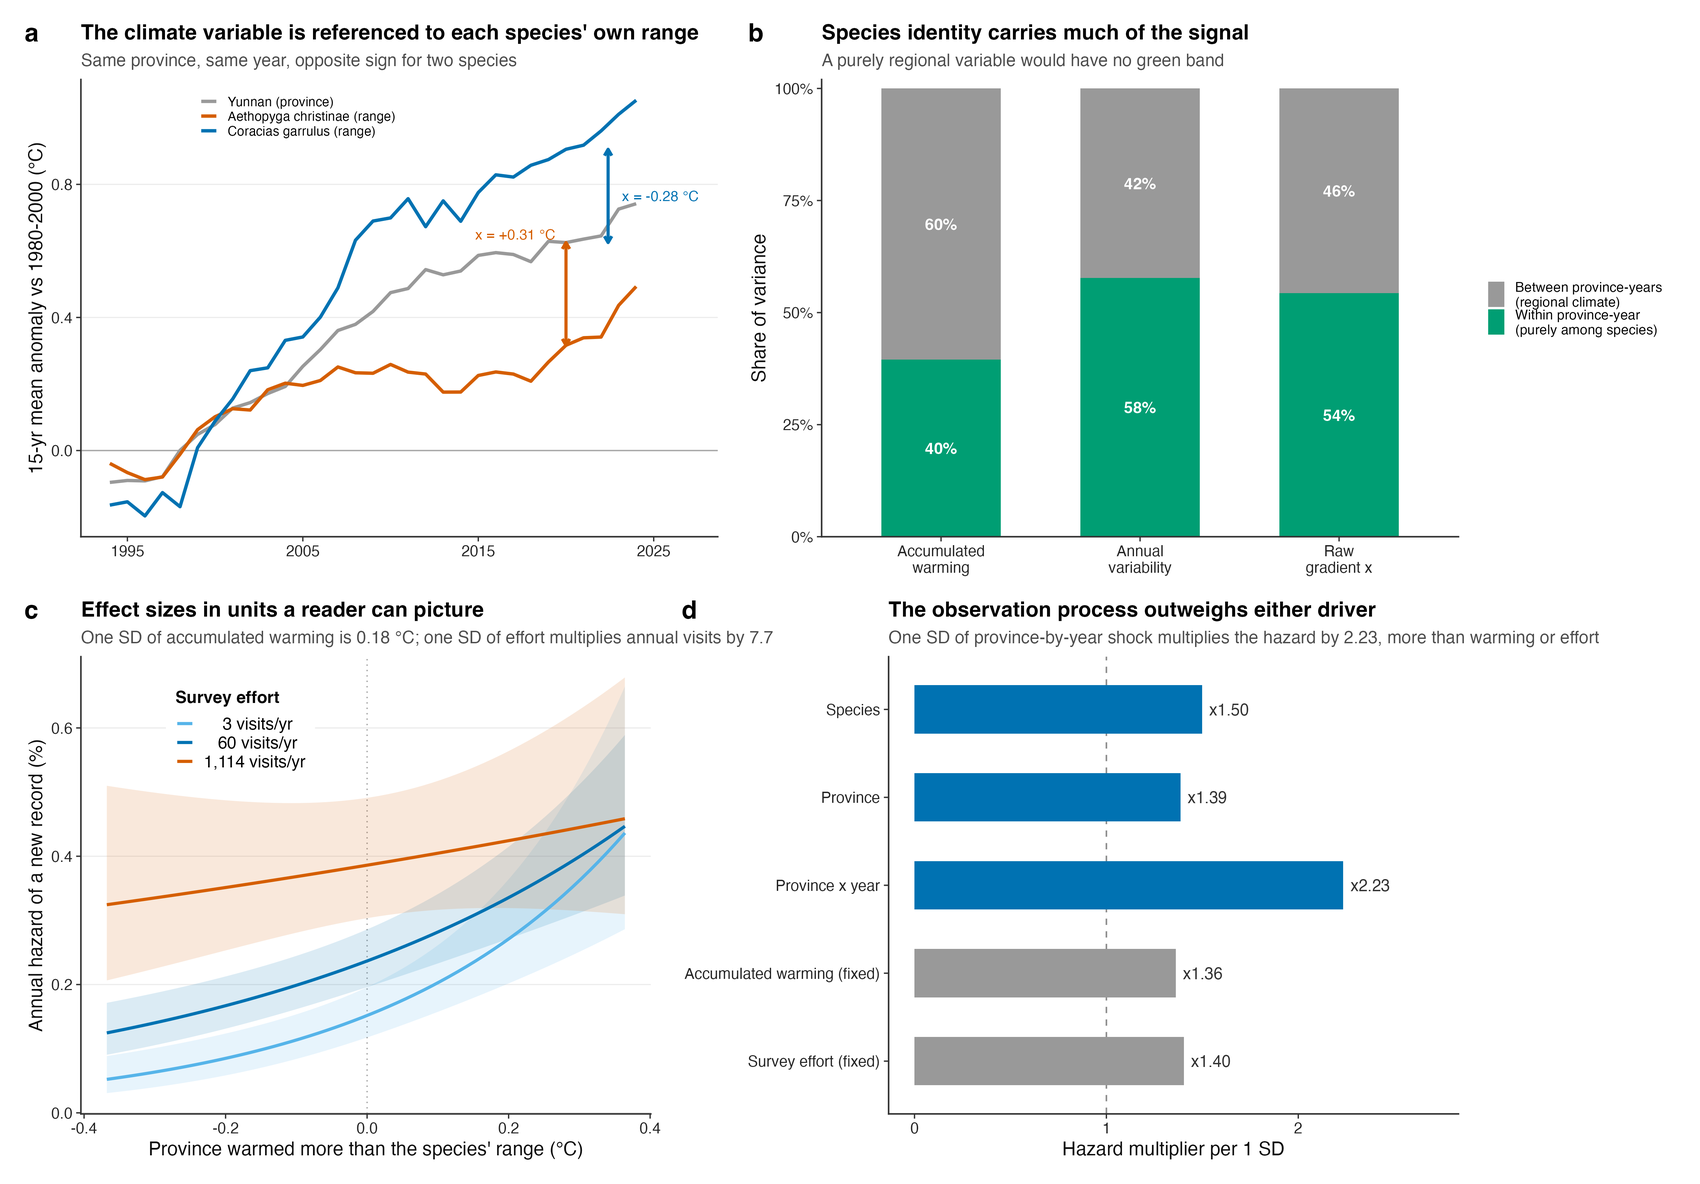 a
The climate variable is referenced to each species' own range
Same province, same year, opposite sign for two species
Yunnan (province)
Aethopyga christinae (range)
Coracias garrulus (range)
x = -0.28 °C
x = +0.31 °C
15-yr mean anomaly vs 1980-2000 (°C)
0.8
0.4
0.0
1995
2005
2015
2025
b
Species identity carries much of the signal
A purely regional variable would have no green band
Share of variance
100%
75%
50%
25%
0%
60%
40%
42%
58%
46%
54%
Accumulated
warming
Annual
variability
Raw
gradient x
Between province-years
(regional climate)
Within province-year
(purely among species)
c
Effect sizes in units a reader can picture
One SD of accumulated warming is 0.18 °C; one SD of effort multiplies annual visits by 7.7
Survey effort
3 visits/yr
60 visits/yr
1,114 visits/yr
Annual hazard of a new record (%)
0.6
0.4
0.2
0.0
-0.4
-0.2
0.0
0.2
0.4
Province warmed more than the species' range (°C)
d
The observation process outweighs either driver
One SD of province-by-year shock multiplies the hazard by 2.23, more than warming or effort
Species
x1.50
Province
x1.39
Province x year
x2.23
Accumulated warming (fixed)
x1.36
Survey effort (fixed)
x1.40
0
1
2
Hazard multiplier per 1 SD